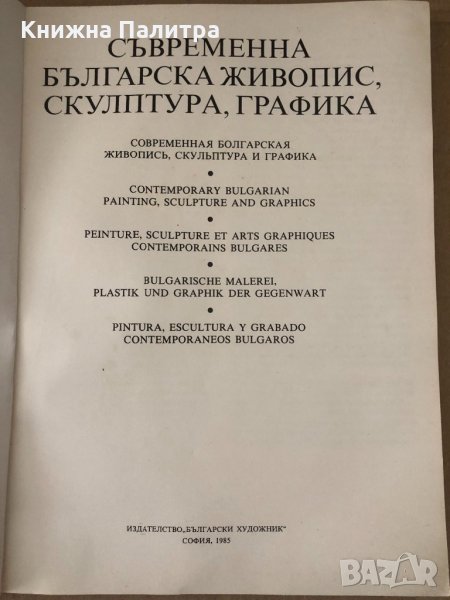 Книжна Палитра
СЪВРЕМЕННА
БЪЛГАРСКА ЖИВОПИС,
СКУЛПТУРА, ГРАФИКА
СОВРЕМЕННАЯ БОЛГАРСКАЯ
ЖИВОПИСЬ, СКУЛЬПТУРА И ГРАФИКА
•
CONTEMPORARY BULGARIAN
PAINTING, SCULPTURE AND GRAPHICS
•
PEINTURE, SCULPTURE ET ARTS GRAPHIQUES
CONTEMPORAINS BULGARES
•
BULGARISCHE MALEREI,
PLASTIK UND GRAPHIK DER GEGENWART
•
PINTURA, ESCULTURA Y GRABADO
CONTEMPORANEOS BULGAROS
ИЗДАТЕЛСТВО „БЪЛГАРСКИ ХУДОЖНИК“
СОФИЯ, 1985
BAZAR